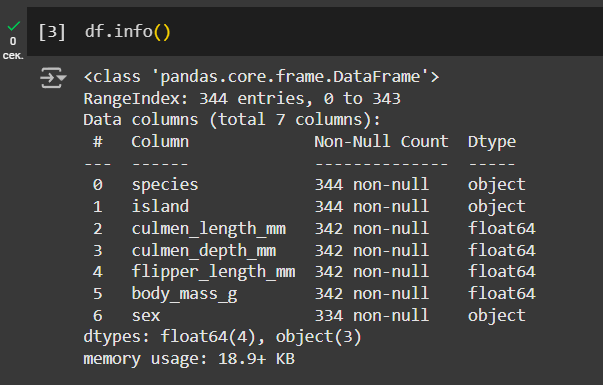 [3] df.info()
0
сек.
<class 'pandas.core.frame.DataFrame'>
RangeIndex: 344 entries, 0 to 343
Data columns (total 7 columns):
 #   Column             Non-Null Count  Dtype
---  ------             --------------  -----
 0   species            344 non-null    object
 1   island             344 non-null    object
 2   culmen_length_mm   342 non-null    float64
 3   culmen_depth_mm    342 non-null    float64
 4   flipper_length_mm  342 non-null    float64
 5   body_mass_g        342 non-null    float64
 6   sex                334 non-null    object
dtypes: float64(4), object(3)
memory usage: 18.9+ KB